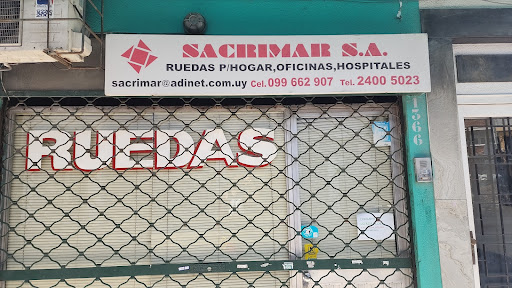 SACRIMAR S.A.
RUEDAS P/HOGAR,OFICINAS,HOSPITALES
sacrimar@adinet.com.uy Cel. 099 662 907 Tel. 2400 5023
1566
RUEDAS